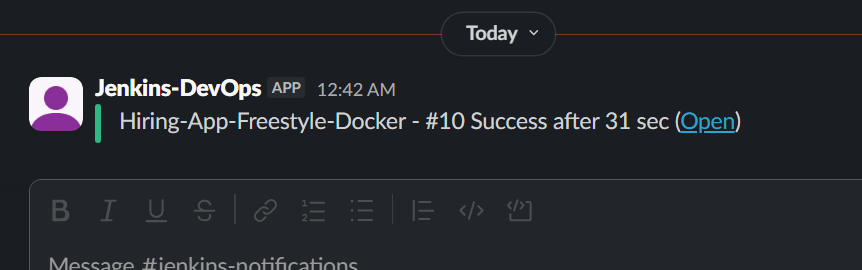 Today
Jenkins-DevOps APP 12:42 AM
Hiring-App-Freestyle-Docker - #10 Success after 31 sec (Open)
B I U S
Message #jenkins-notifications